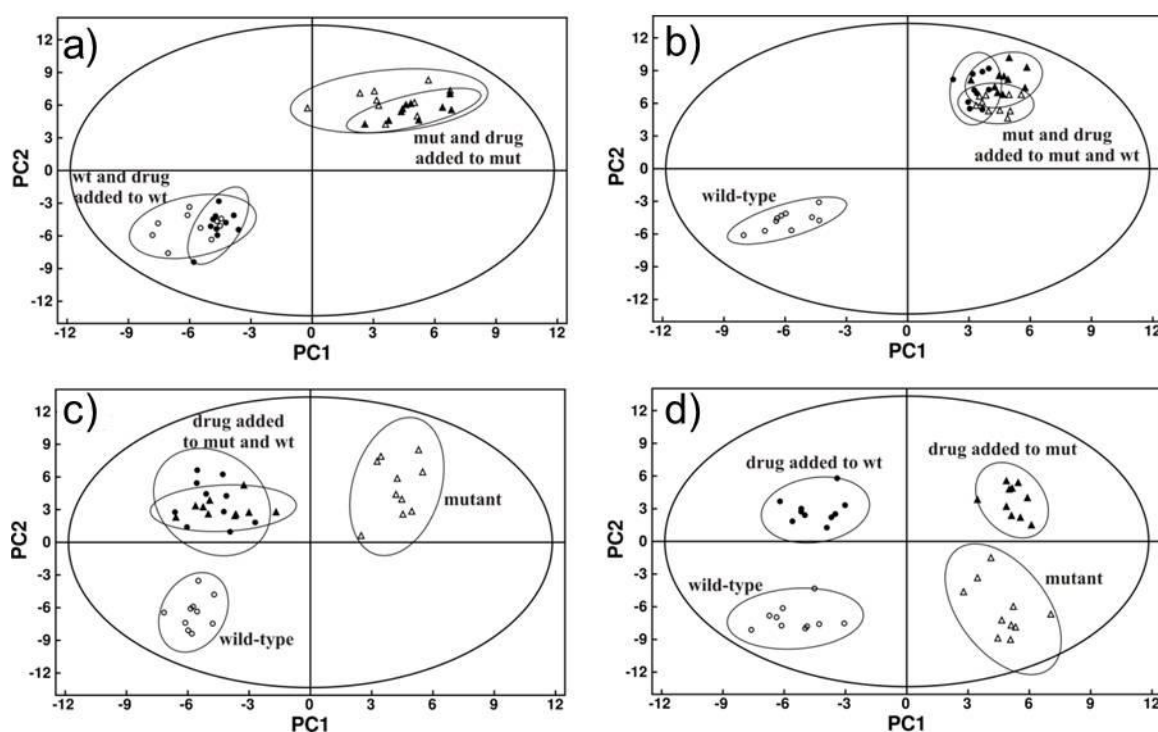 a)
12
9
6
3
0
-3
-6
-9
-12
PC2
mut and drug
added to mut
wt and drug
added to wt
-12 -9 -6 -3 0 3 6 9 12
PC1
b)
12
9
6
3
0
-3
-6
-9
-12
PC2
mut and drug
added to mut and wt
wild-type
-12 -9 -6 -3 0 3 6 9 12
PC1
c)
12
9
6
3
0
-3
-6
-9
-12
PC2
drug added
to mut and wt
mutant
wild-type
-12 -9 -6 -3 0 3 6 9 12
PC1
d)
12
9
6
3
0
-3
-6
-9
-12
PC2
drug added to mut
drug added to wt
wild-type
mutant
-12 -9 -6 -3 0 3 6 9 12
PC1